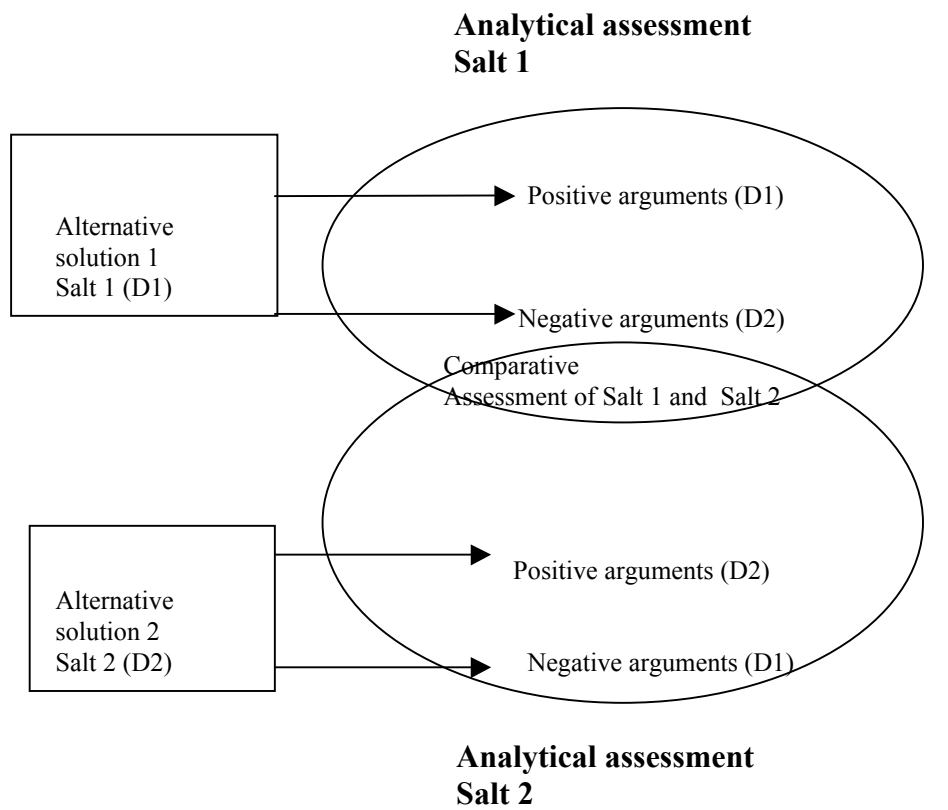 Analytical assessment
Salt 1
Positive arguments (D1)
Alternative
solution 1
Salt 1 (D1)
Negative arguments (D2)
Comparative
Assessment of Salt 1 and Salt 2
Positive arguments (D2)
Alternative
solution 2
Salt 2 (D2)
Negative arguments (D1)
Analytical assessment
Salt 2